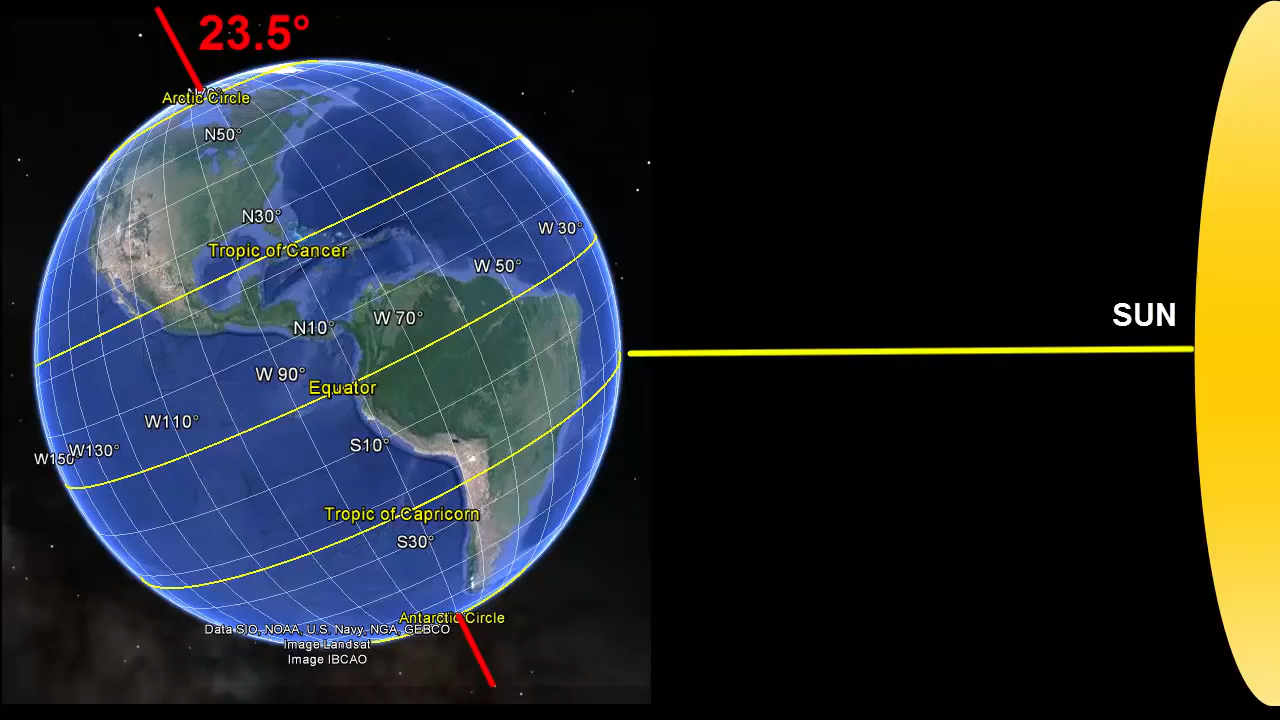 23.5°
Arctic Circle
N50°
N30°
W 30°
Tropic of Cancer
W 50°
SUN
W 70°
N10°
W 90°
Equator
W110°
S10°
W130°
W150
Tropic of Capricorn
S30°
Antarctic Circle
Data SIO, NOAA, U.S. Navy, NGA, GEBCO
Image Landsat
Image IBCAO